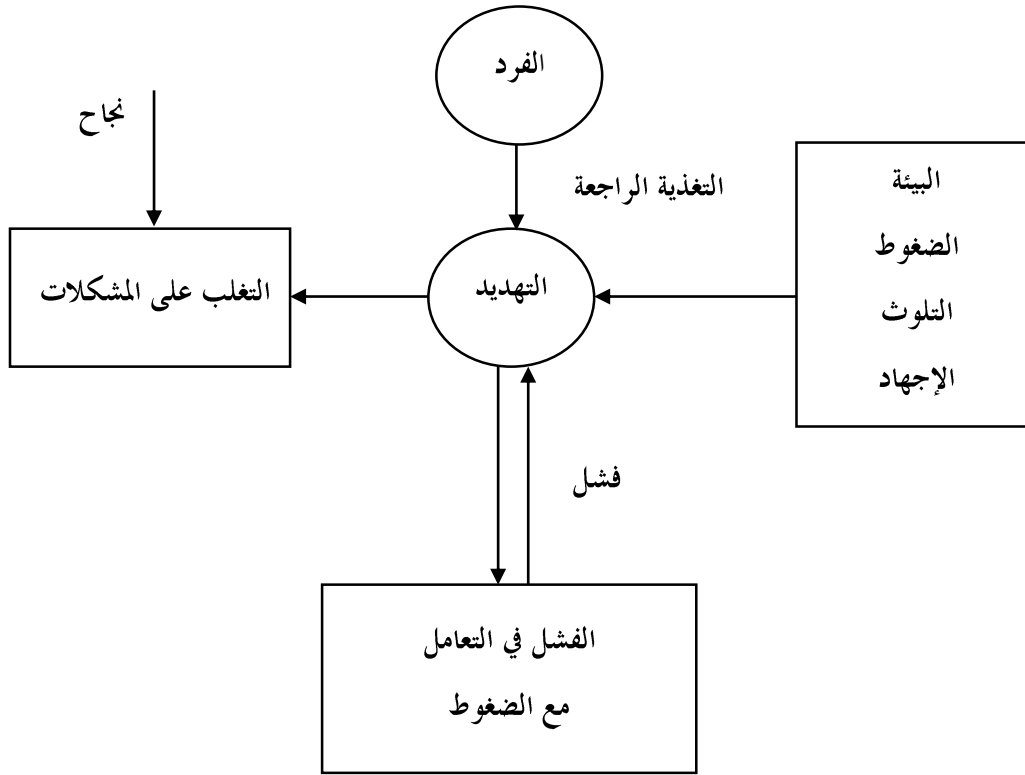 الفرد
نجاح
التغذية الراجعة
البيئة
الضغوط
التلوث
الإجهاد
التهديد
التغلب على المشكلات
فشل
الفشل في التعامل
مع الضغوط